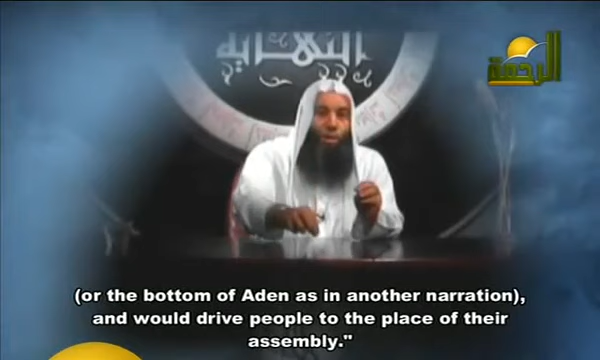 النهاية
الرحمة
(or the bottom of Aden as in another narration),
and would drive people to the place of their
assembly."